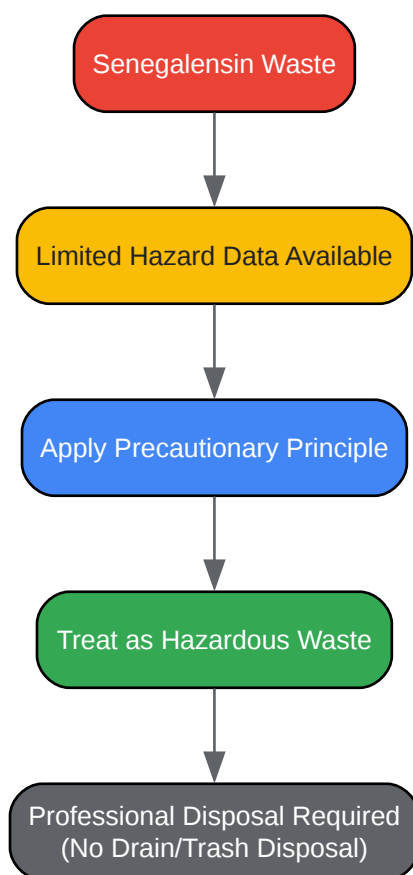 Senegalensin Waste
Limited Hazard Data Available
Apply Precautionary Principle
Treat as Hazardous Waste
Professional Disposal Required
(No Drain/Trash Disposal)